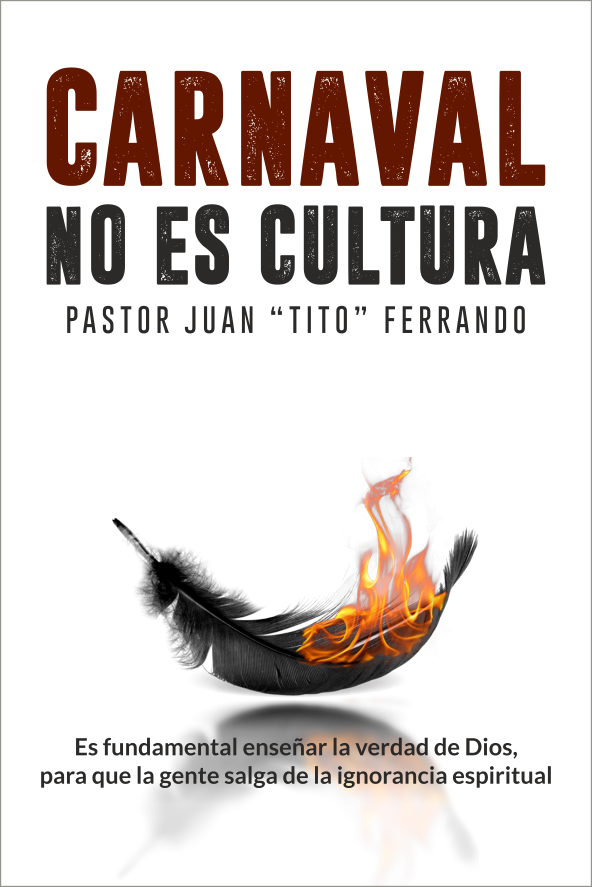 CARNAVAL
NO ES CULTURA
PASTOR JUAN “TITO” FERRANDO
Es fundamental enseñar la verdad de Dios,
para que la gente salga de la ignorancia espiritual